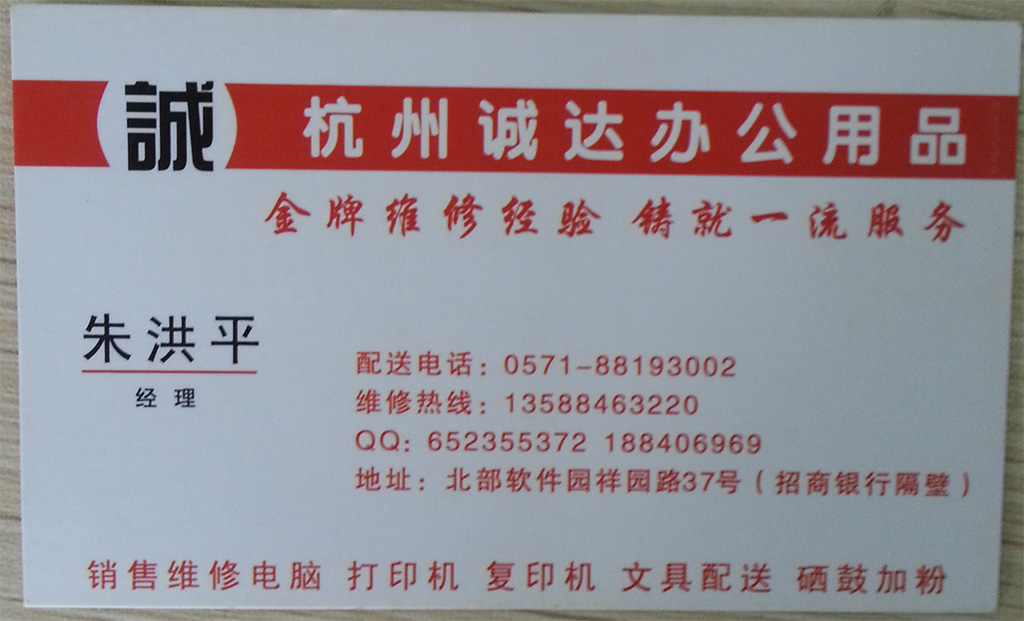 誠 杭州诚达办公用品
金牌维修经验 铸就一流服务
朱洪平
经理
配送电话：0571-88193002
维修热线：13588463220
QQ：652355372 188406969
地址：北部软件园祥园路37号（招商银行隔壁）
销售维修电脑 打印机 复印机 文具配送 硒鼓加粉